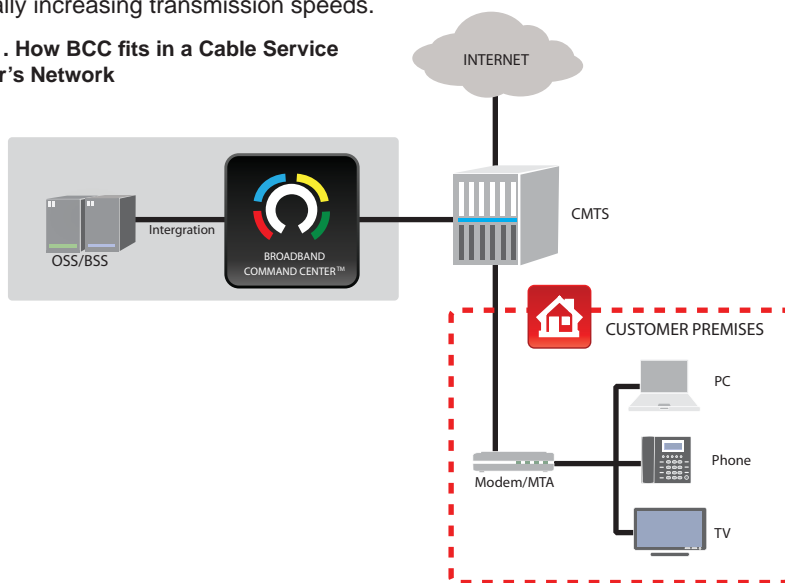 ally increasing transmission speeds.
. How BCC fits in a Cable Service
r's Network
INTERNET
CMTS
Intergration
OSS/BSS
BROADBAND
COMMAND CENTER™
CUSTOMER PREMISES
PC
Phone
Modem/MTA
TV